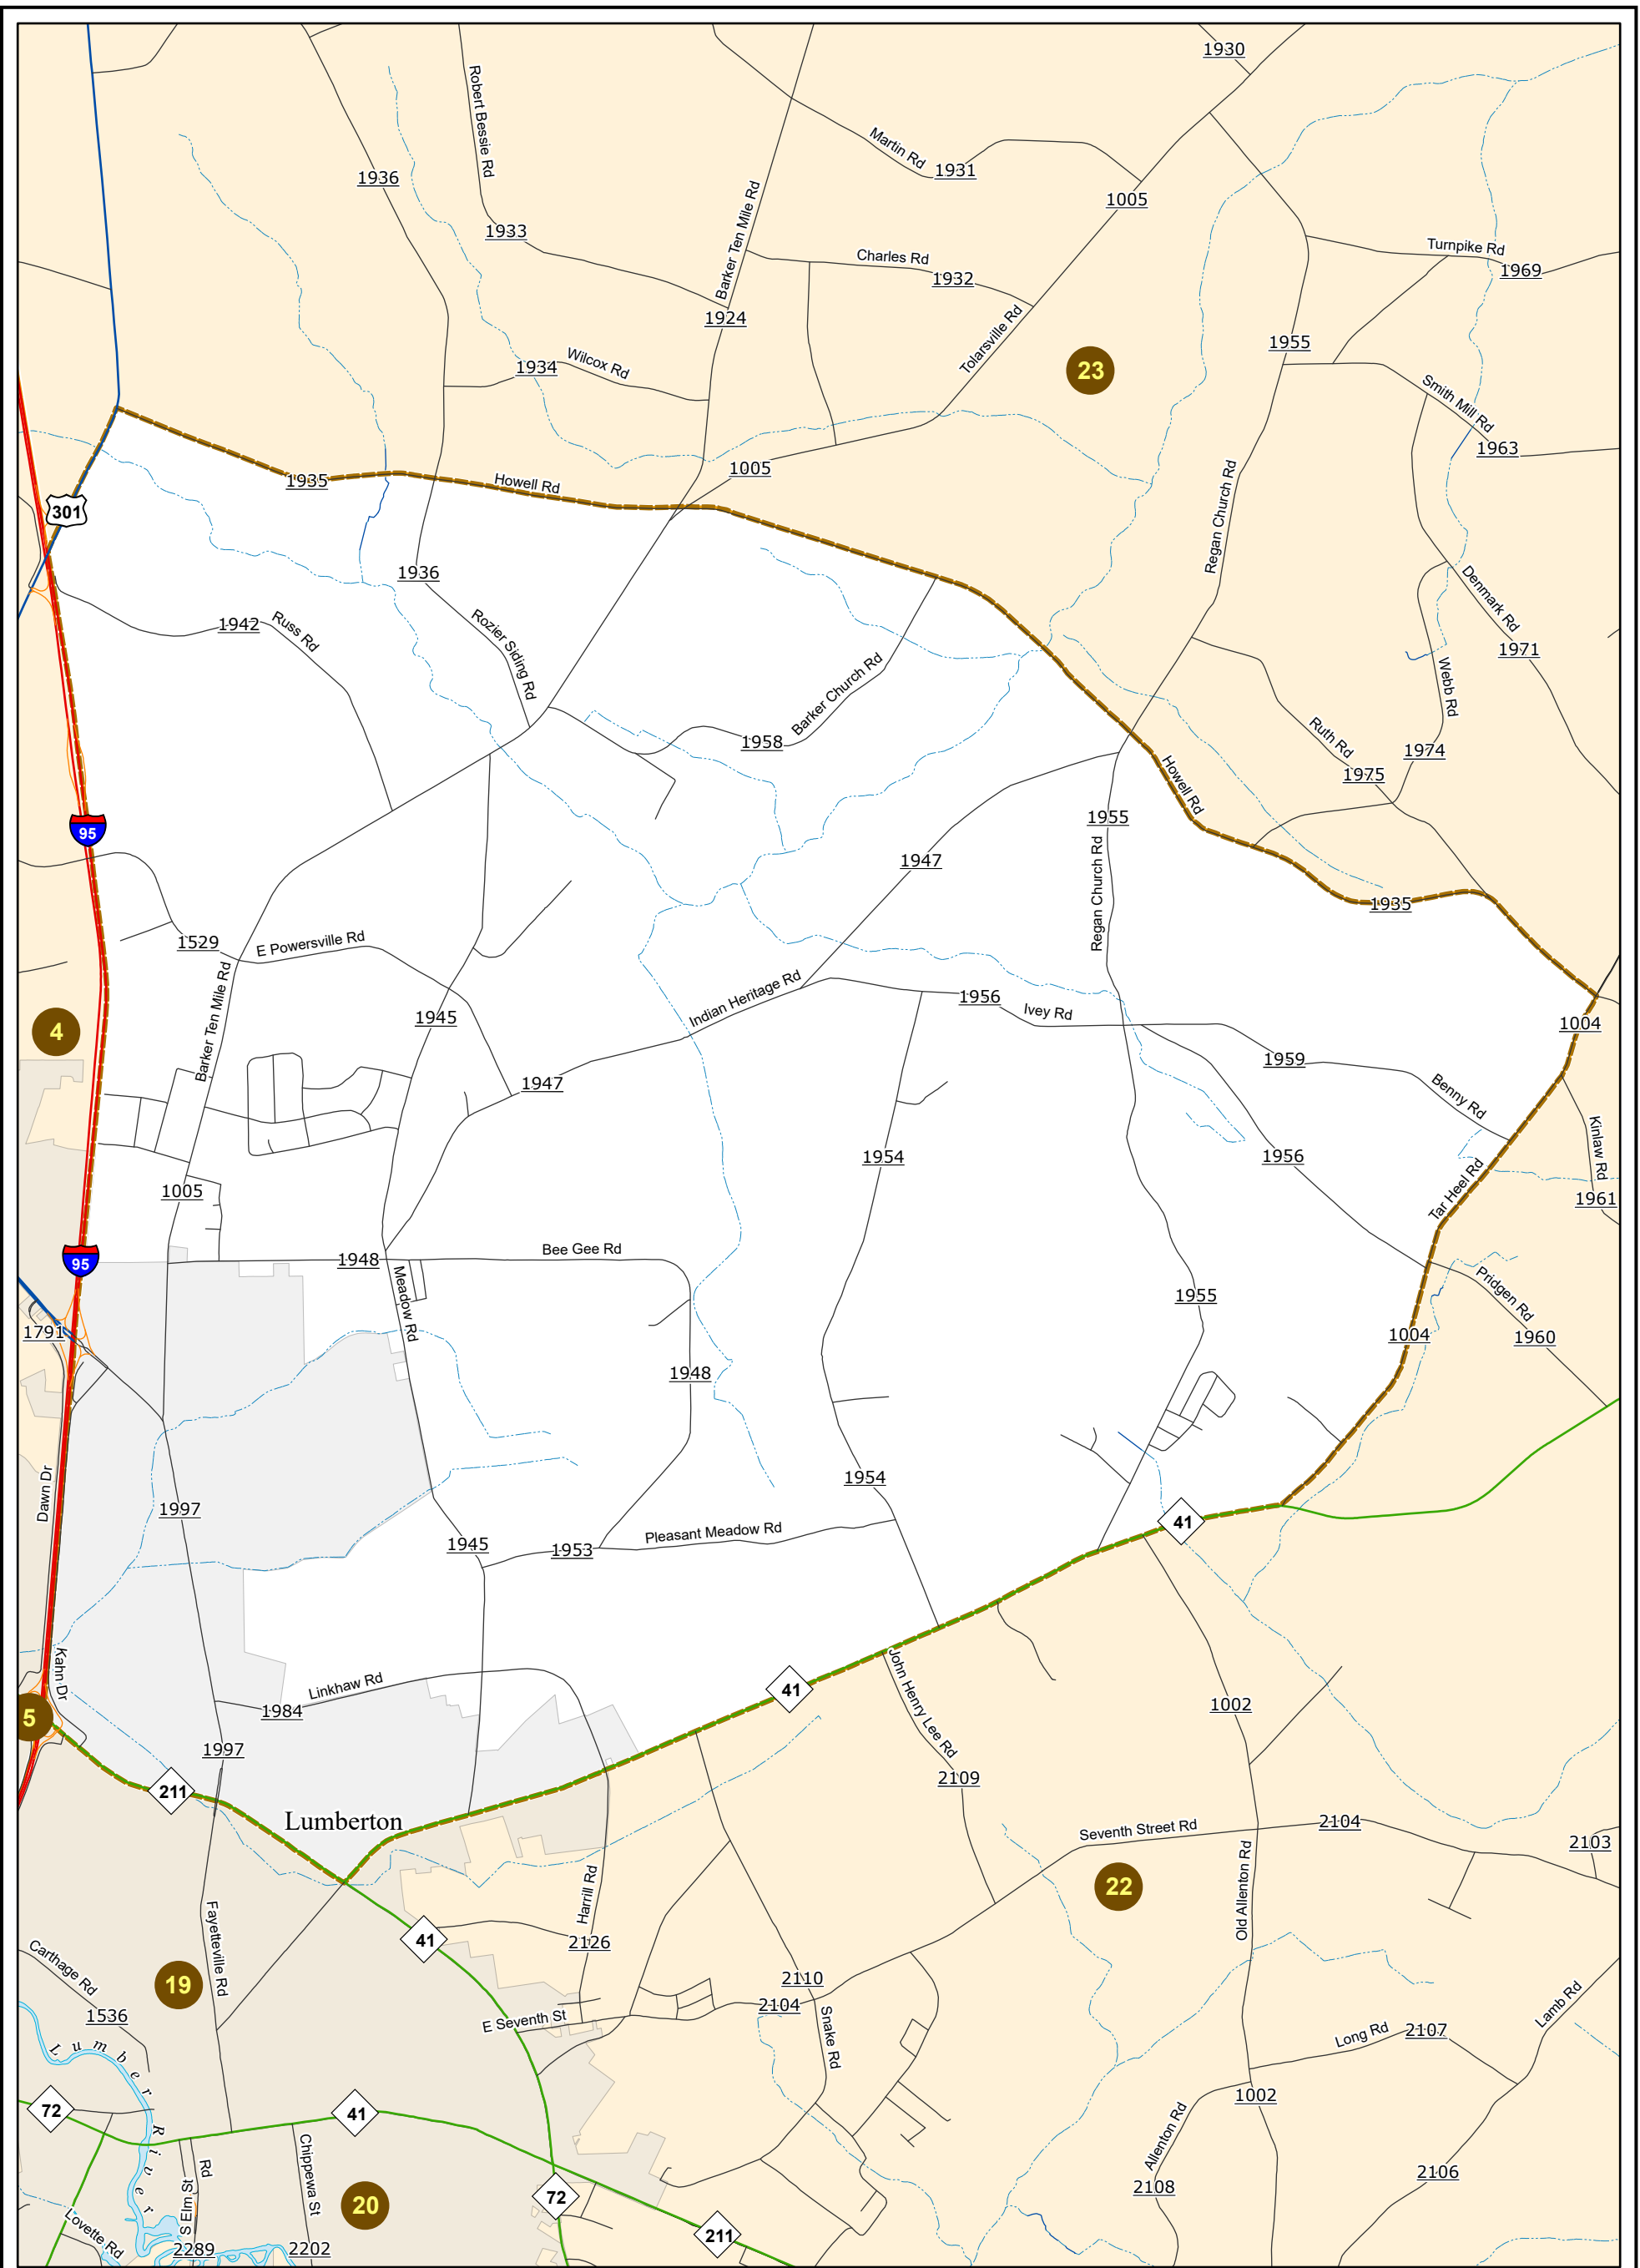 1930
Robert Bessie Rd
Martin Rd
1931
1936
1005
1933
Barker Ten Mile Rd
Charles Rd
1932
Turnpike Rd
1969
1924
Tolarsville Rd
1955
1934
Wilcox Rd
23
Smith Mill Rd
1963
1005
1935
Howell Rd
301
Regan Church Rd
1936
Denmark Rd
1942
Russ Rd
Rozier Siding Rd
1971
Webb Rd
Barker Church Rd
1958
Ruth Rd
1974
1975
Howell Rd
95
1955
1947
Regan Church Rd
1935
1529
E Powersville Rd
Barker Ten Mile Rd
Indian Heritage Rd
1956
Ivey Rd
1945
1004
4
1959
1947
Benny Rd
Kinlaw Rd
1954
1956
1005
Tar Heel Rd
1961
95
1948
Bee Gee Rd
Meadow Rd
1955
Pridgen Rd
1791
1004
1960
1948
Dawn Dr
1954
1997
41
1945
1953
Pleasant Meadow Rd
Kahn Dr
Linkhaw Rd
1984
41
John Henry Lee Rd
1002
5
1997
2109
211
Lumberton
Seventh Street Rd
2104
2103
22
Old Allenton Rd
Harrill Rd
Fayetteville Rd
41
2126
Carthage Rd
19
2110
2104
1536
E Seventh St
Snake Rd
Lamb Rd
Long Rd
2107
Lumber River
72
41
1002
Allenton Rd
Chippewa St
Rd
S Elm St
2106
2108
72
20
211
Lovette Rd
2289
2202